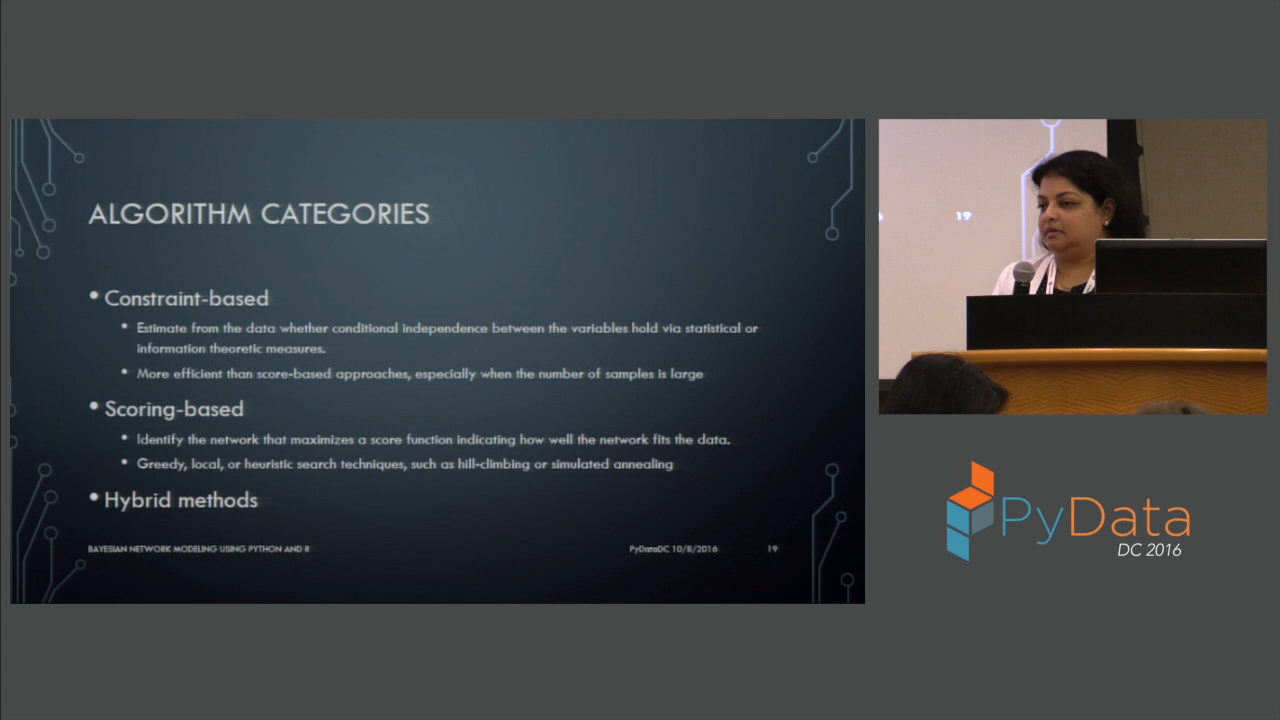 ALGORITHM CATEGORIES
• Constraint-based
• Estimate from the data whether conditional independence between the variables hold via statistical or
information theoretic measures.
• More efficient than score-based approaches, especially when the number of samples is large
• Scoring-based
• Identify the network that maximizes a score function indicating how well the network fits the data.
• Greedy, local, or heuristic search techniques, such as hill-climbing or simulated annealing
• Hybrid methods
BAYESIAN NETWORK MODELING USING PYTHON AND R
PyDataDC 10/8/2016
19
19
PyData
DC 2016